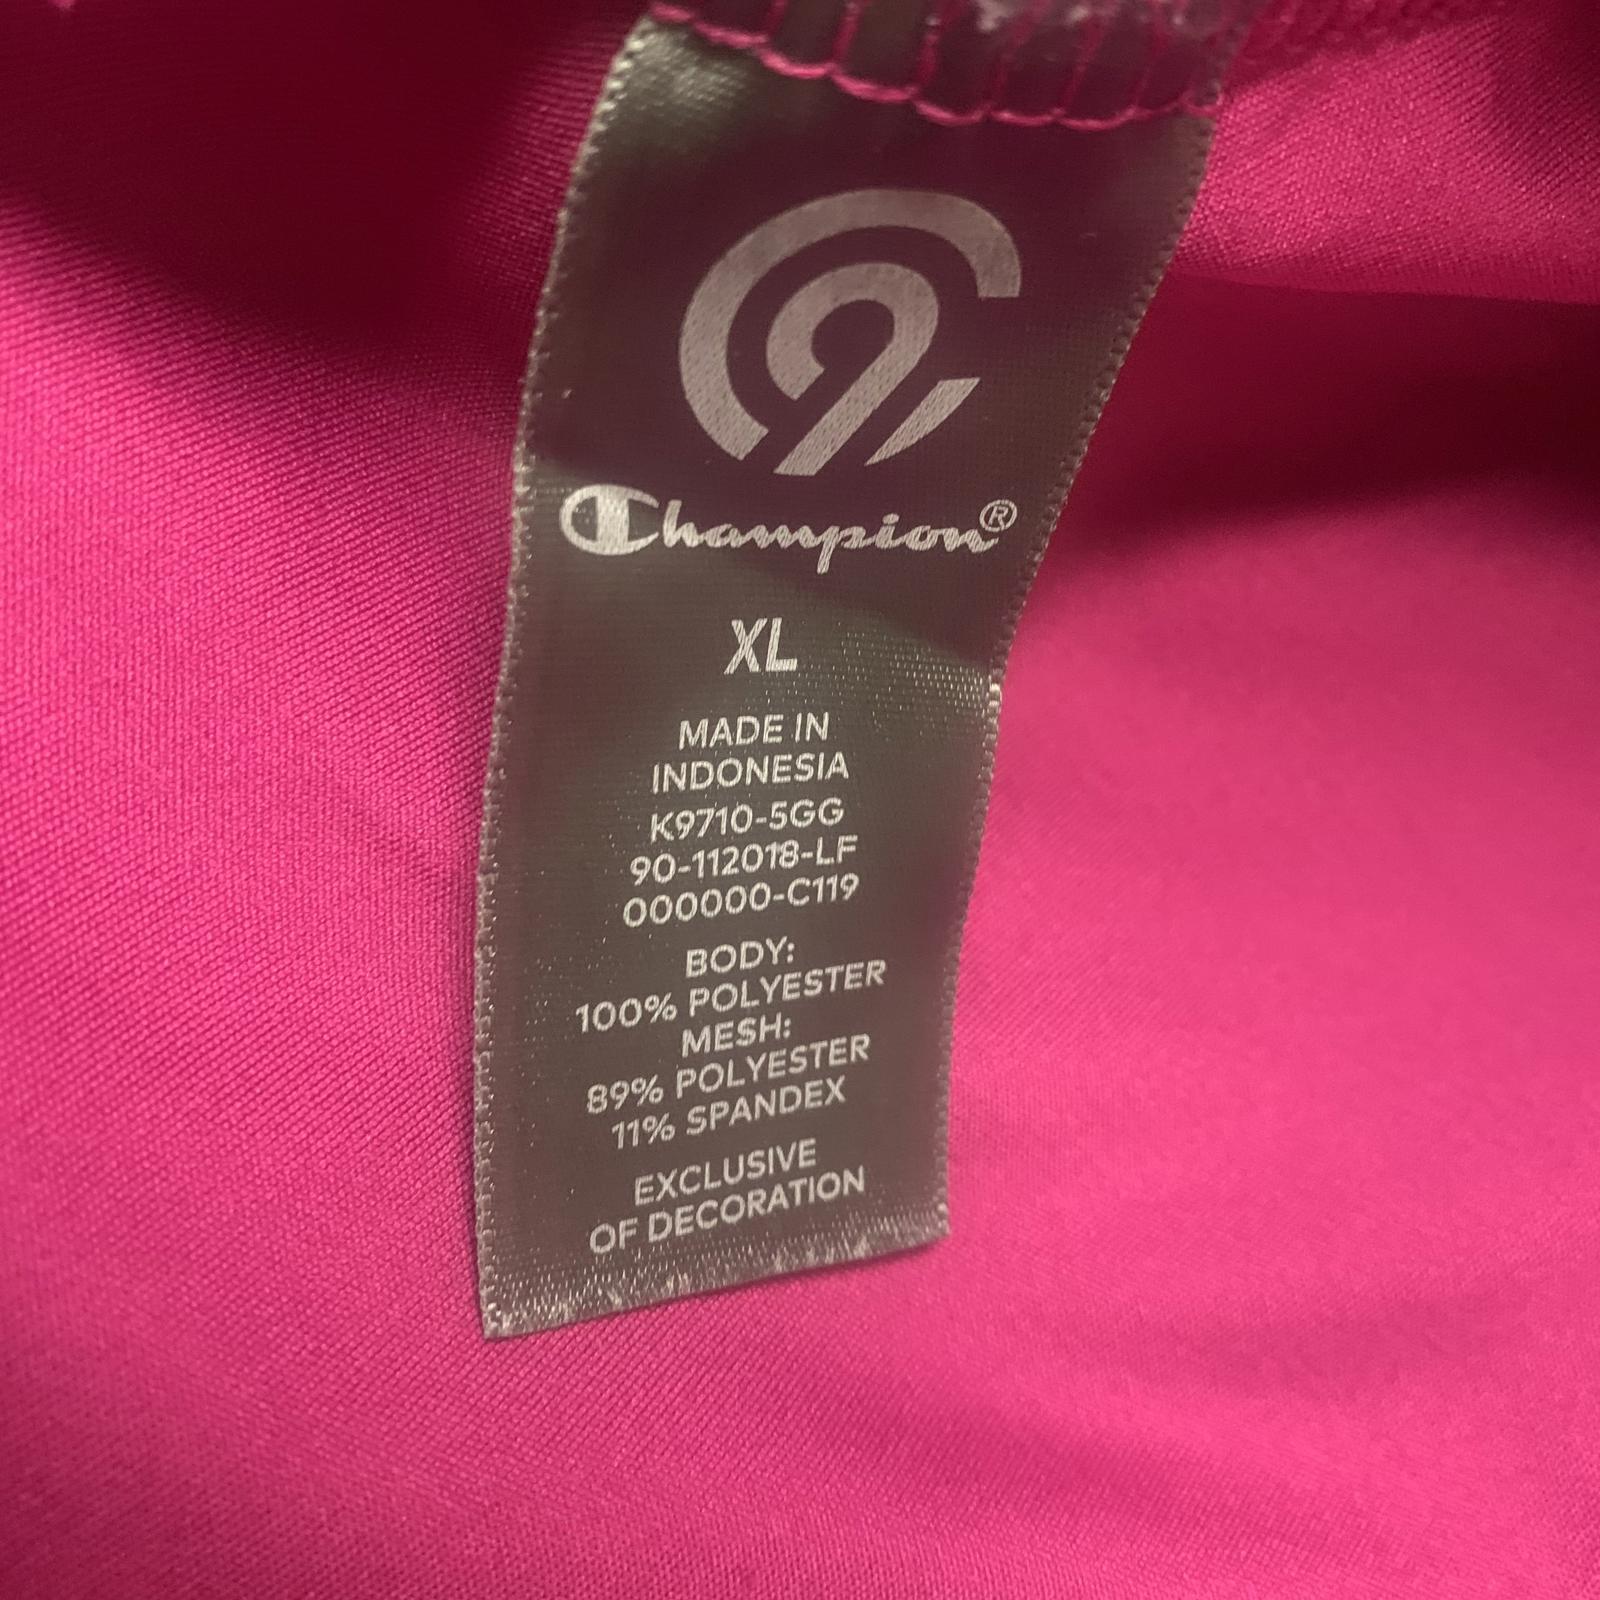 C9
Champion®
XL
MADE IN
INDONESIA
K9710-5GG
90-112018-LF
000000-C119
BODY:
100% POLYESTER
MESH:
89% POLYESTER
11% SPANDEX
EXCLUSIVE
OF DECORATION